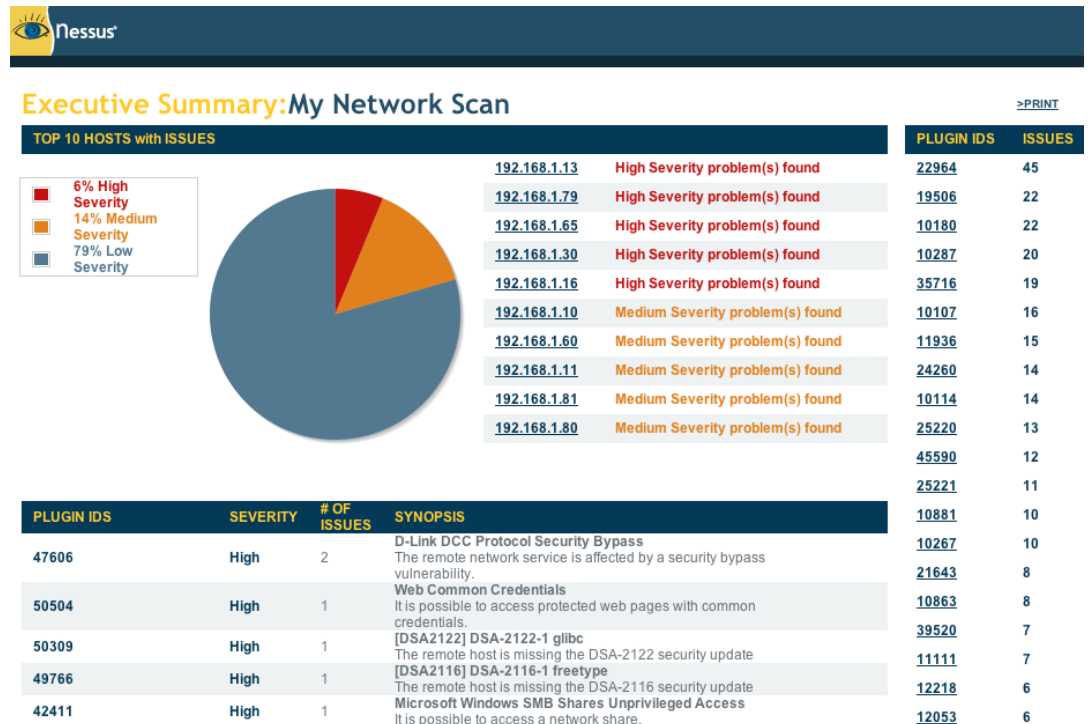 nessus
Executive Summary:My Network Scan
>PRINT
TOP 10 HOSTS with ISSUES
6% High
Severity
14% Medium
Severity
79% Low
Severity
192.168.1.13 High Severity problem(s) found
192.168.1.79 High Severity problem(s) found
192.168.1.65 High Severity problem(s) found
192.168.1.30 High Severity problem(s) found
192.168.1.16 High Severity problem(s) found
192.168.1.10 Medium Severity problem(s) found
192.168.1.60 Medium Severity problem(s) found
192.168.1.11 Medium Severity problem(s) found
192.168.1.81 Medium Severity problem(s) found
192.168.1.80 Medium Severity problem(s) found
PLUGIN IDS SEVERITY # OF ISSUES SYNOPSIS
47606 High 2 D-Link DCC Protocol Security Bypass
The remote network service is affected by a security bypass
vulnerability.
50504 High 1 Web Common Credentials
It is possible to access protected web pages with common
credentials.
50309 High 1 [DSA2122] DSA-2122-1 glibc
The remote host is missing the DSA-2122 security update
49766 High 1 [DSA2116] DSA-2116-1 freetype
The remote host is missing the DSA-2116 security update
42411 High 1 Microsoft Windows SMB Shares Unprivileged Access
It is possible to access a network share.
PLUGIN IDS ISSUES
22964 45
19506 22
10180 22
10287 20
35716 19
10107 16
11936 15
24260 14
10114 14
25220 13
45590 12
25221 11
10881 10
10267 10
21643 8
10863 8
39520 7
11111 7
12218 6
12053 6